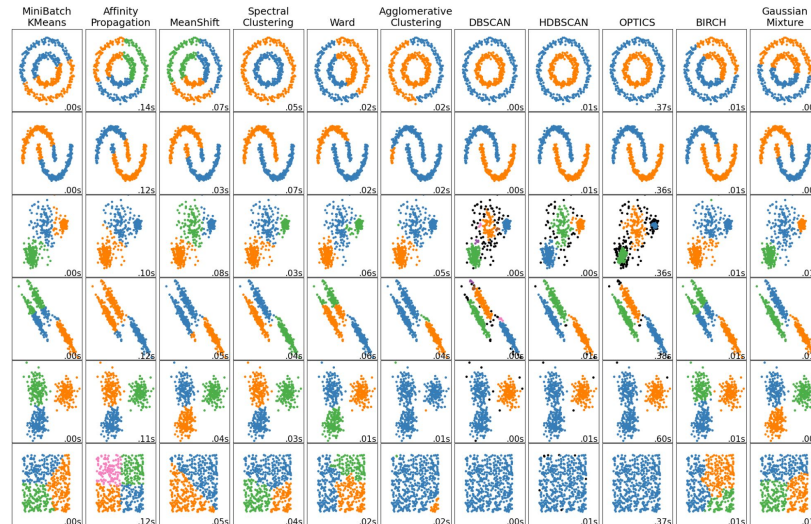 MiniBatch
KMeans
Affinity
Propagation
MeanShift
Spectral
Clustering
Ward
Agglomerative
Clustering
DBSCAN
HDBSCAN
OPTICS
BIRCH
Gaussian
Mixture
.00s .14s .07s .05s .02s .02s .00s .01s .37s .01s
.00s .12s .03s .07s .02s .02s .00s .01s .36s .01s
.00s .10s .08s .03s .06s .05s .00s .01s .36s .01s
.00s .12s .05s .04s .06s .04s .00s .01s .38s .01s
.00s .11s .04s .03s .01s .01s .00s .01s .60s .01s
.00s .12s .05s .04s .02s .02s .00s .01s .37s .01s